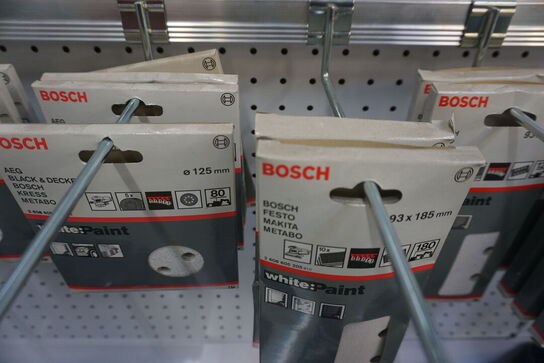 BOSCH
BOSCH
AEG
BLACK & DECKER
BOSCH
KRESS
METABO
ø 125 mm
80
white:Paint
BOSCH
BOSCH
FESTO
MAKITA
METABO
93 x 185 mm
10x
180
white:Paint
BOSCH